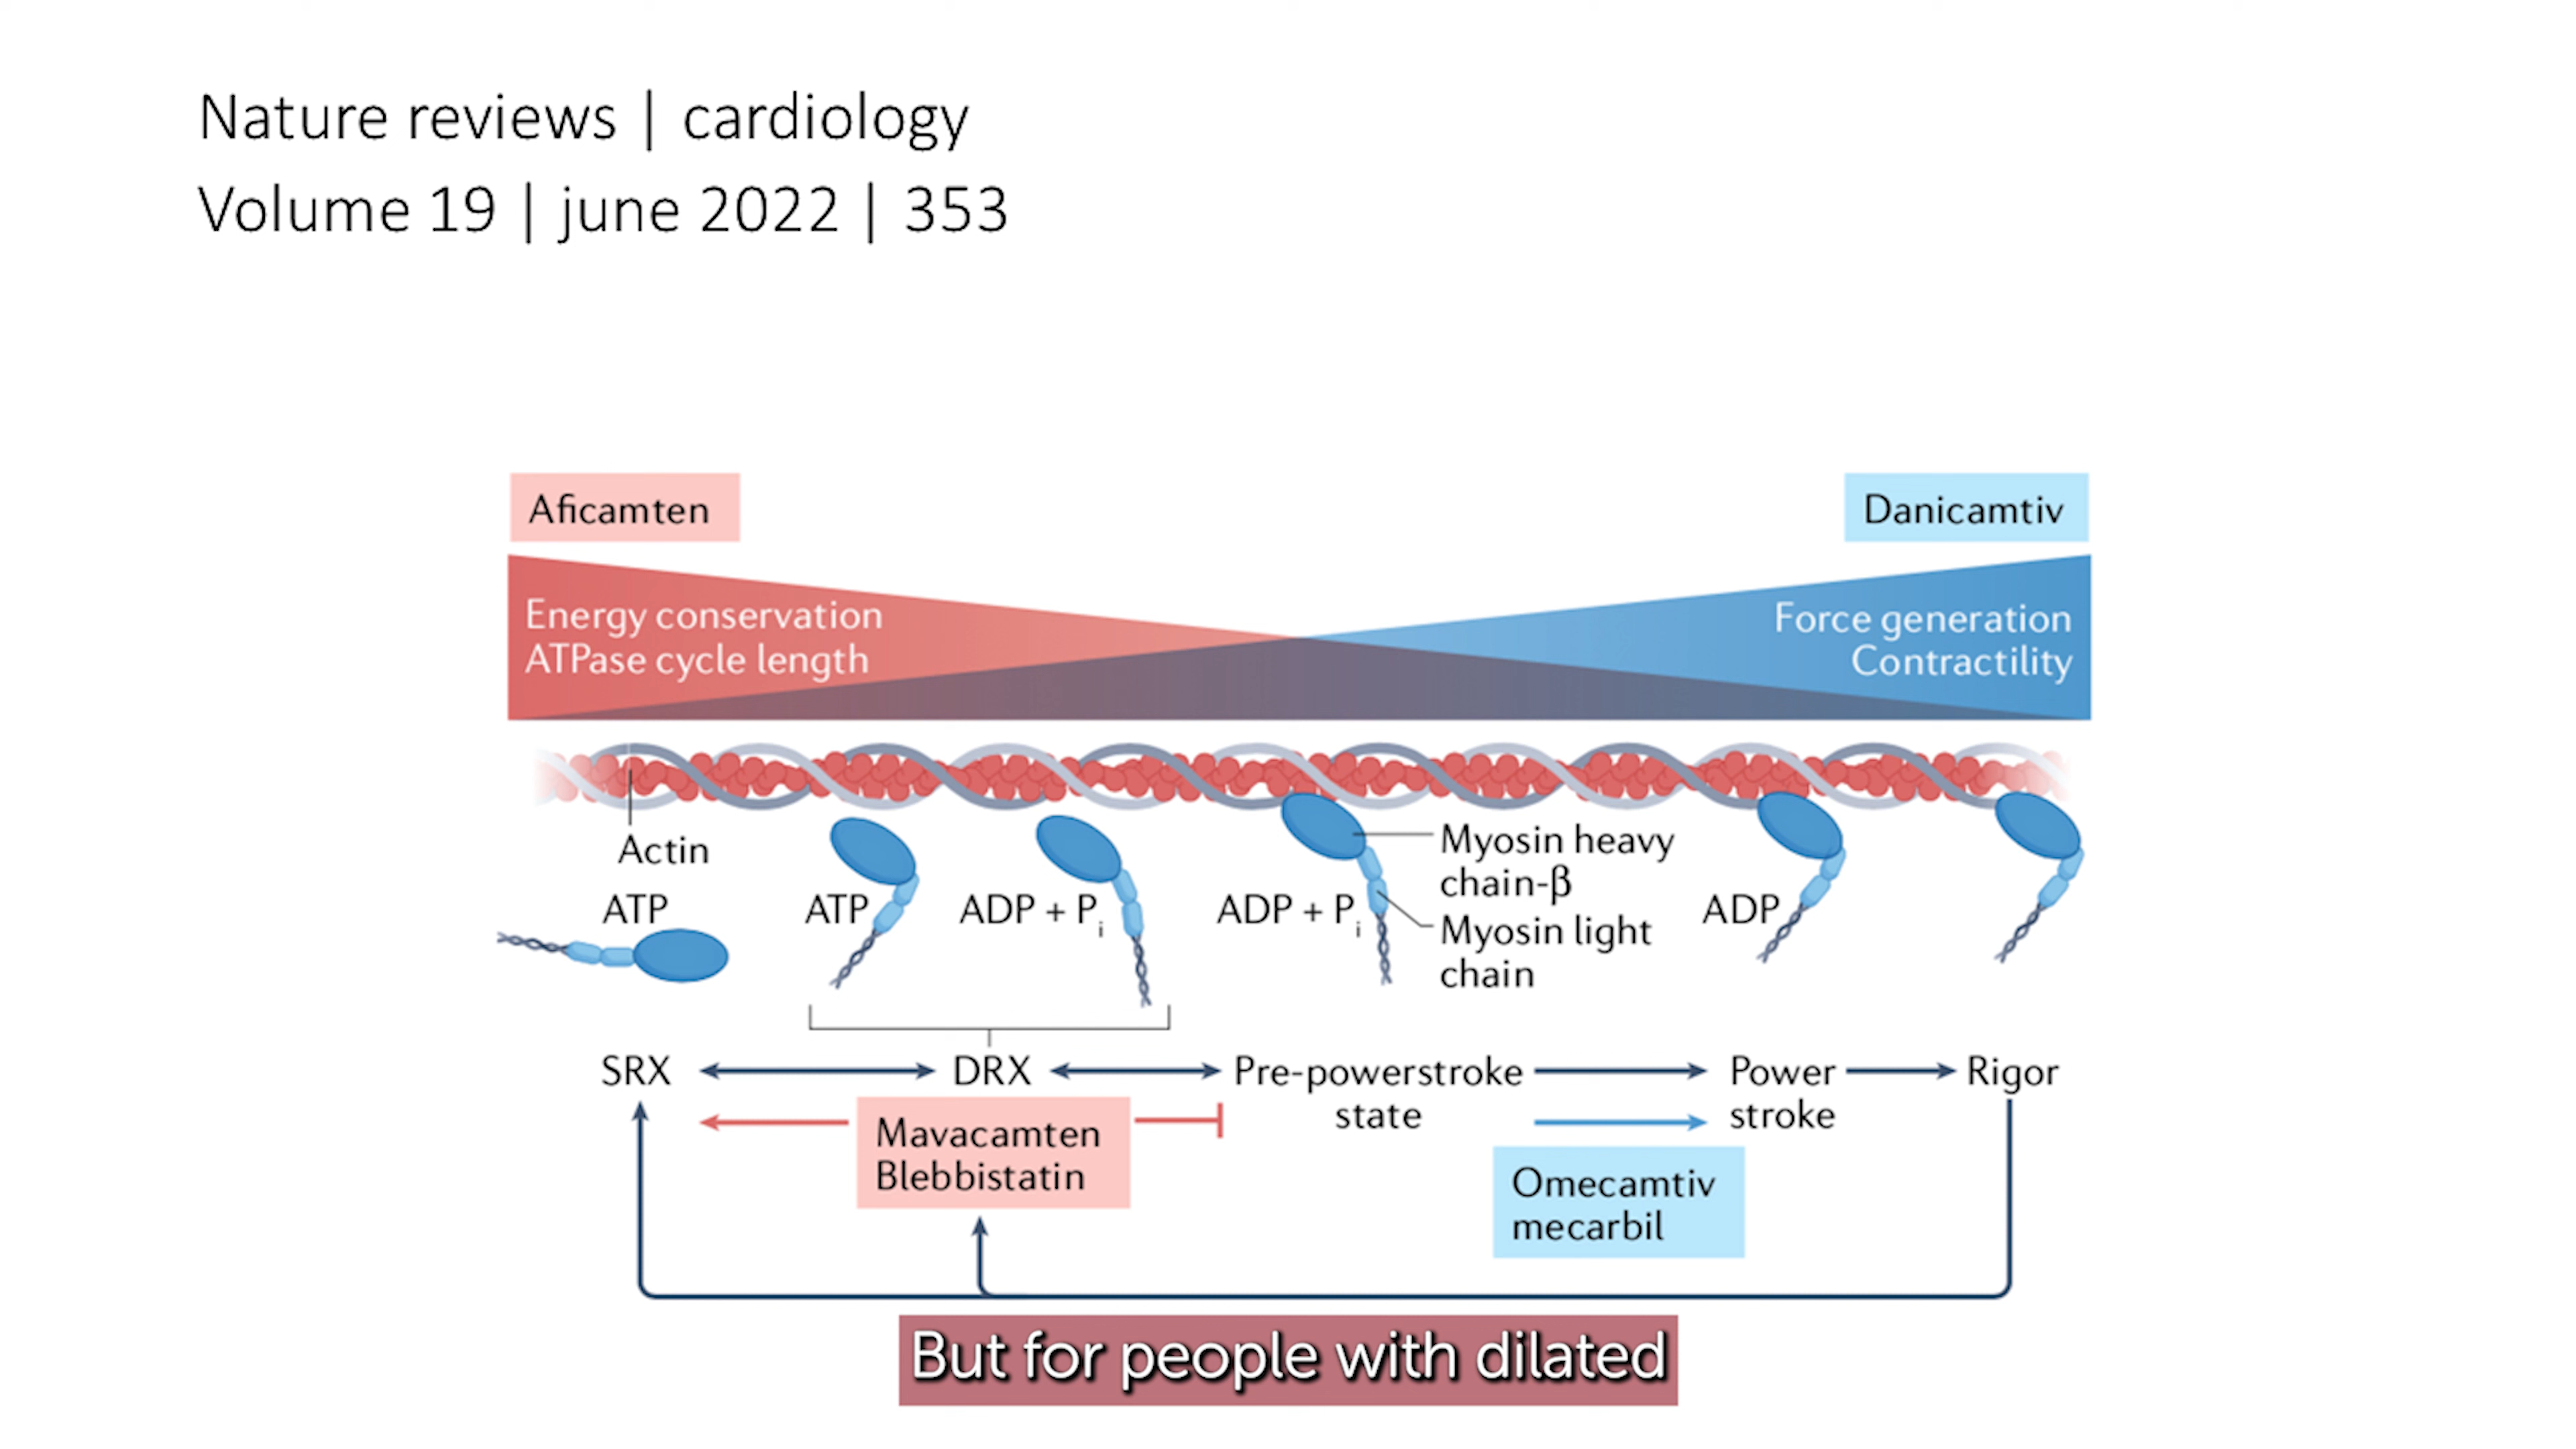 Nature reviews | cardiology
Volume 19 | june 2022 | 353
Aficamten
Danicamtiv
Energy conservation
ATPase cycle length
Force generation
Contractility
Actin
ATP
ATP
ADP + Pi
ADP + Pi
Myosin heavy
chain-β
Myosin light
chain
ADP
SRX
DRX
Pre-powerstroke
state
Power
stroke
Rigor
Mavacamten
Blebbistatin
Omecamtiv
mecarbil
But for people with dilated